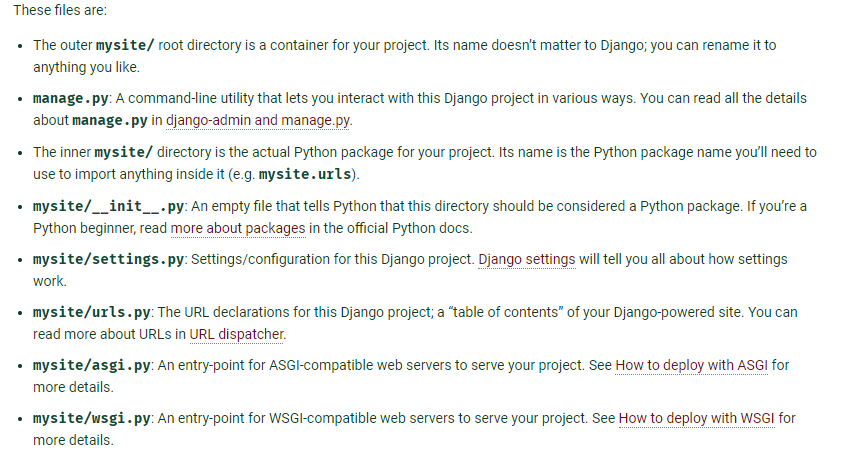 These files are:
• The outer mysite/ root directory is a container for your project. Its name doesn't matter to Django; you can rename it to
anything you like.
• manage.py: A command-line utility that lets you interact with this Django project in various ways. You can read all the details
about manage.py in django-admin and manage.py.
• The inner mysite/ directory is the actual Python package for your project. Its name is the Python package name you'll need to
use to import anything inside it (e.g. mysite.urls).
• mysite/__init__.py: An empty file that tells Python that this directory should be considered a Python package. If you're a
Python beginner, read more about packages in the official Python docs.
• mysite/settings.py: Settings/configuration for this Django project. Django settings will tell you all about how settings
work.
• mysite/urls.py: The URL declarations for this Django project; a “table of contents” of your Django-powered site. You can
read more about URLs in URL dispatcher.
• mysite/asgi.py: An entry-point for ASGI-compatible web servers to serve your project. See How to deploy with ASGI for
more details.
• mysite/wsgi.py: An entry-point for WSGI-compatible web servers to serve your project. See How to deploy with WSGI for
more details.